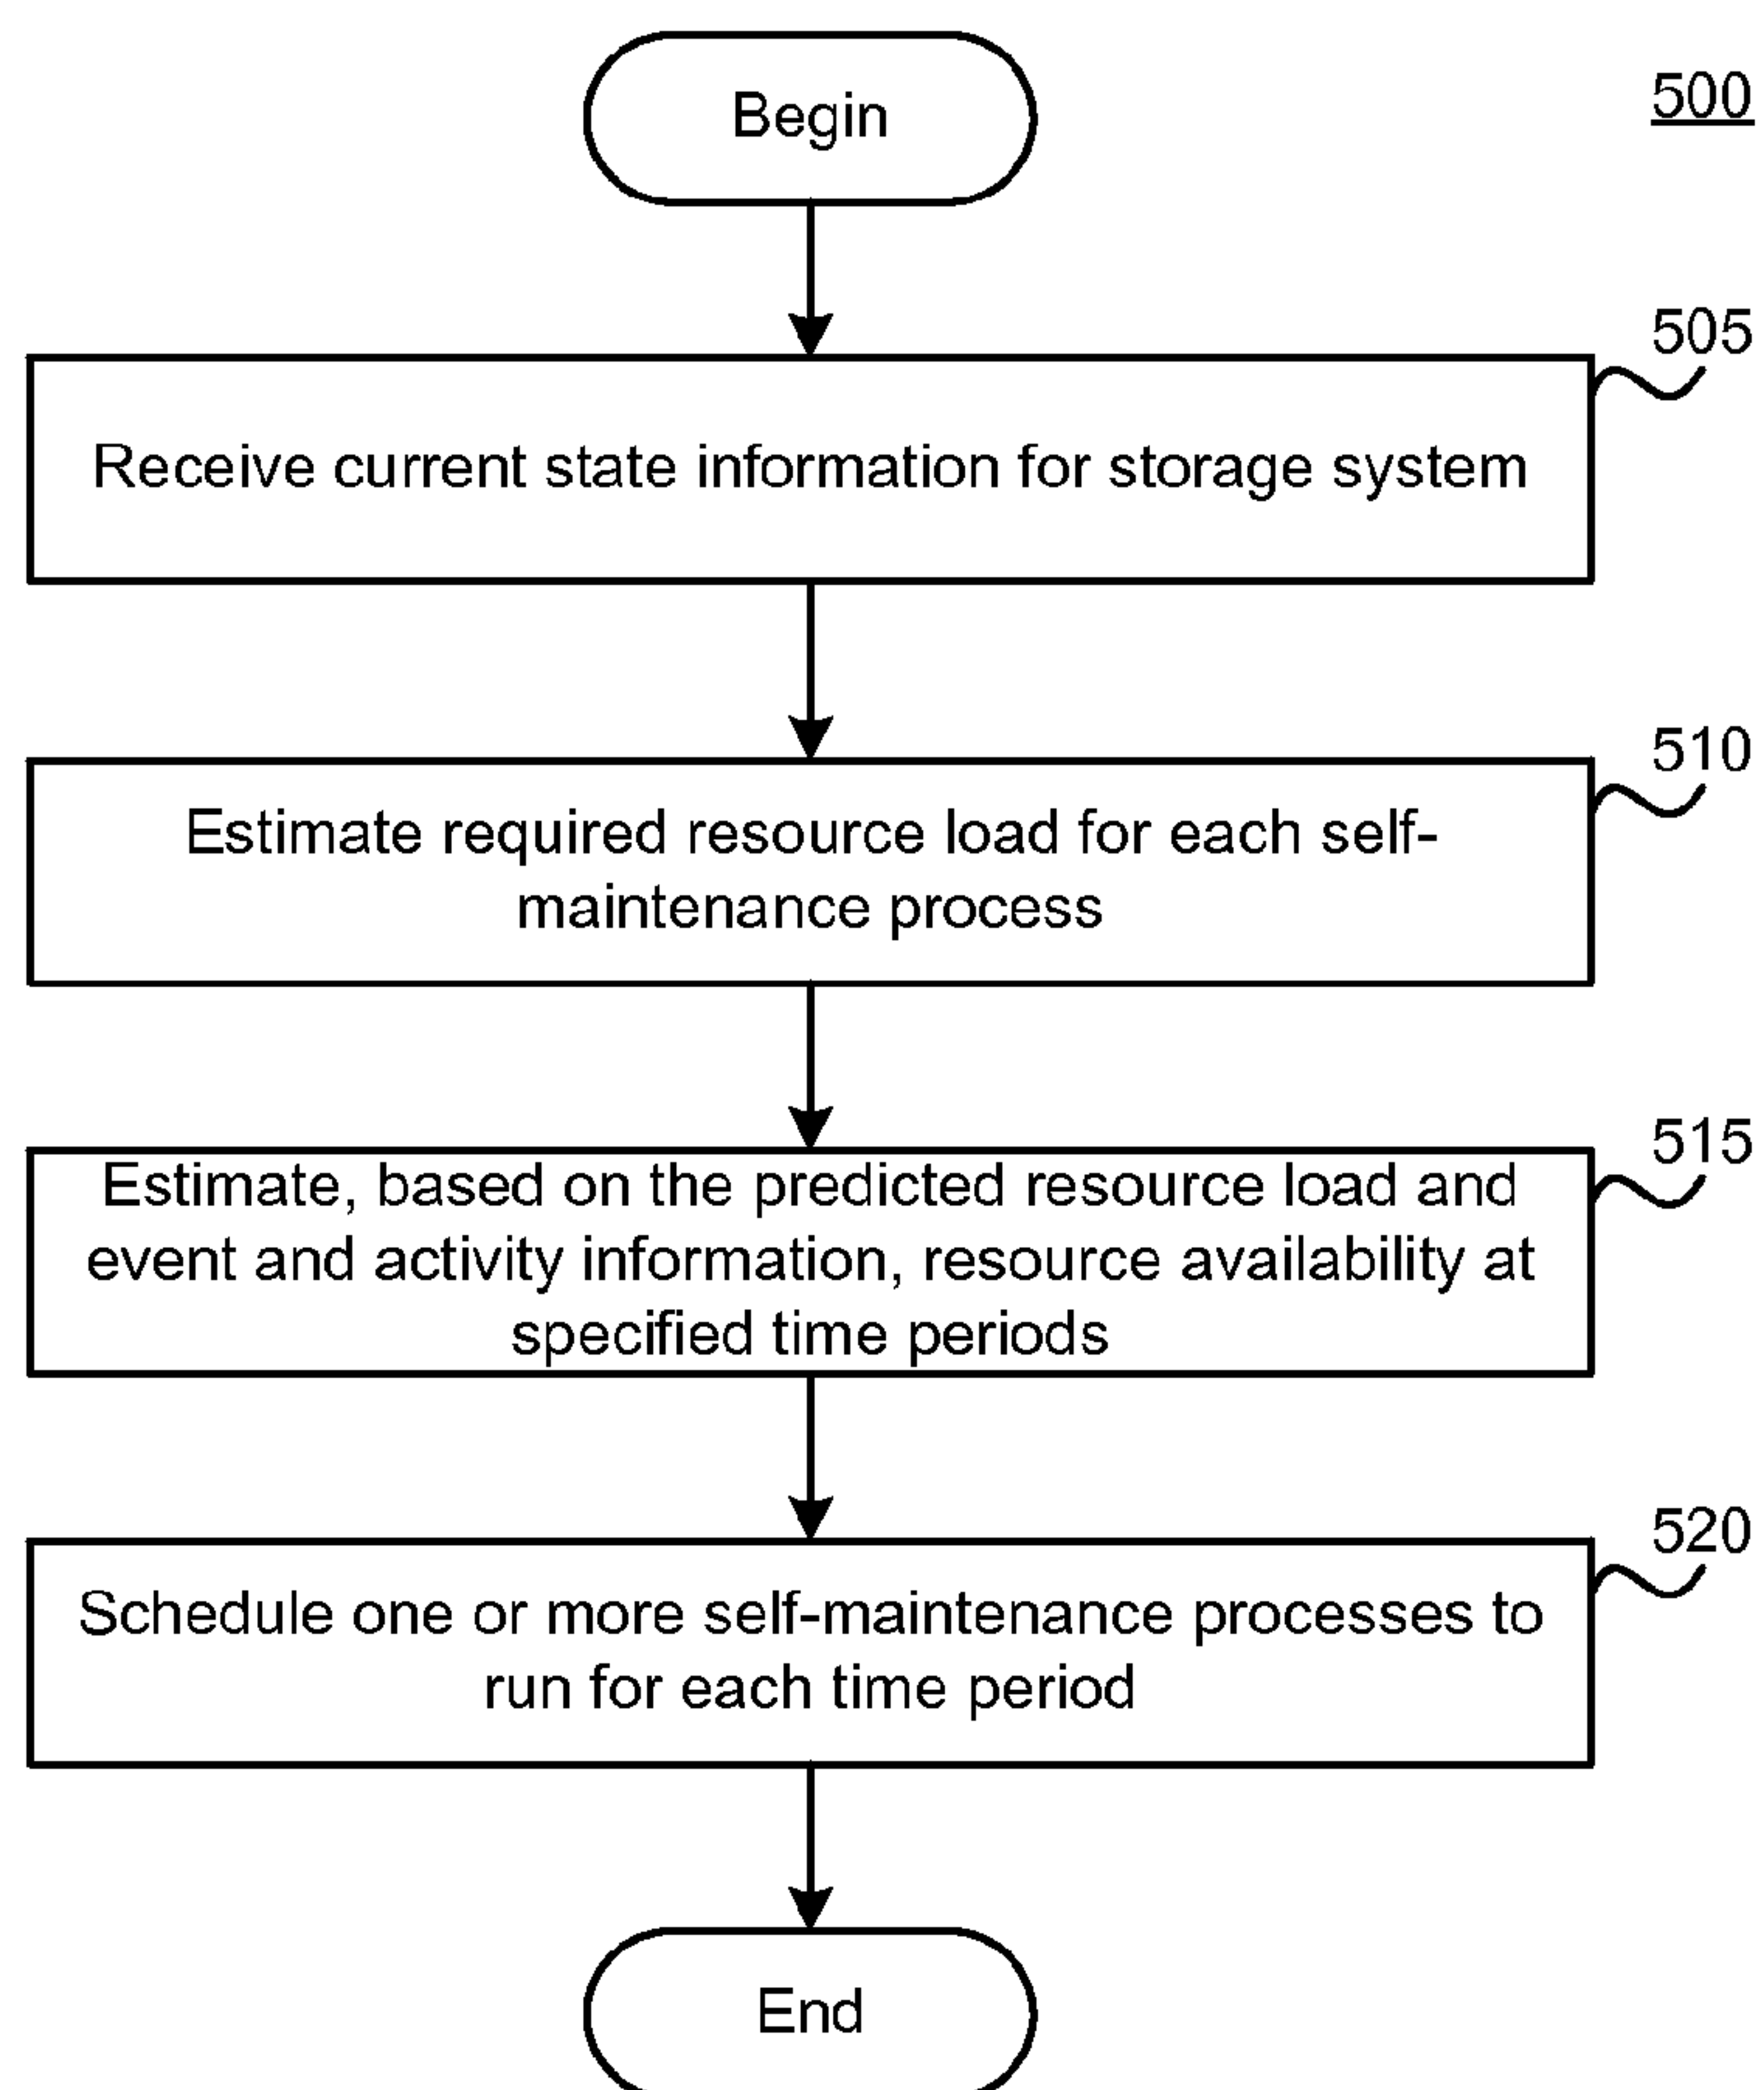 Begin
500
505
Receive current state information for storage system
510
Estimate required resource load for each self-
maintenance process
515
Estimate, based on the predicted resource load and
event and activity information, resource availability at
specified time periods
520
Schedule one or more self-maintenance processes to
run for each time period
End